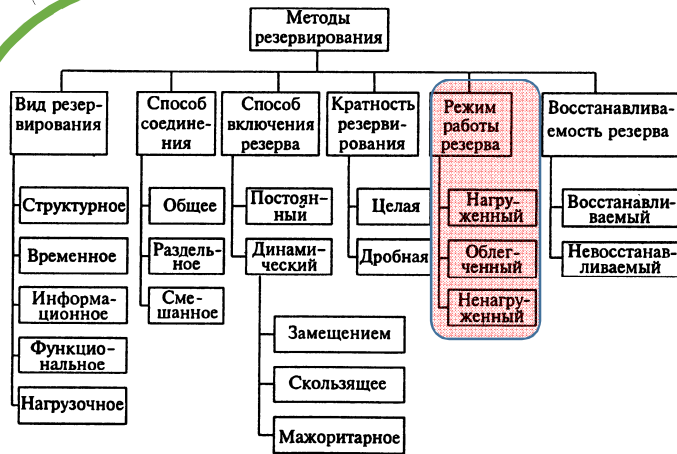 Методы
резервирования
Вид резер-
вирования
Структурное
Временное
Информа-
ционное
Функцио-
нальное
Нагрузочное
Способ
соедине-
ния
Общее
Раздель-
ное
Сме-
шанное
Способ
включения
резерва
Постоян-
ный
Динами-
ческий
Замещением
Скользящее
Мажоритарное
Кратность
резерви-
рования
Целая
Дробная
Режим
работы
резерва
Нагру-
женный
Облег-
ченный
Ненагру-
женный
Восстанавлива-
емость резерва
Восстанавли-
ваемый
Невосстанав-
ливаемый